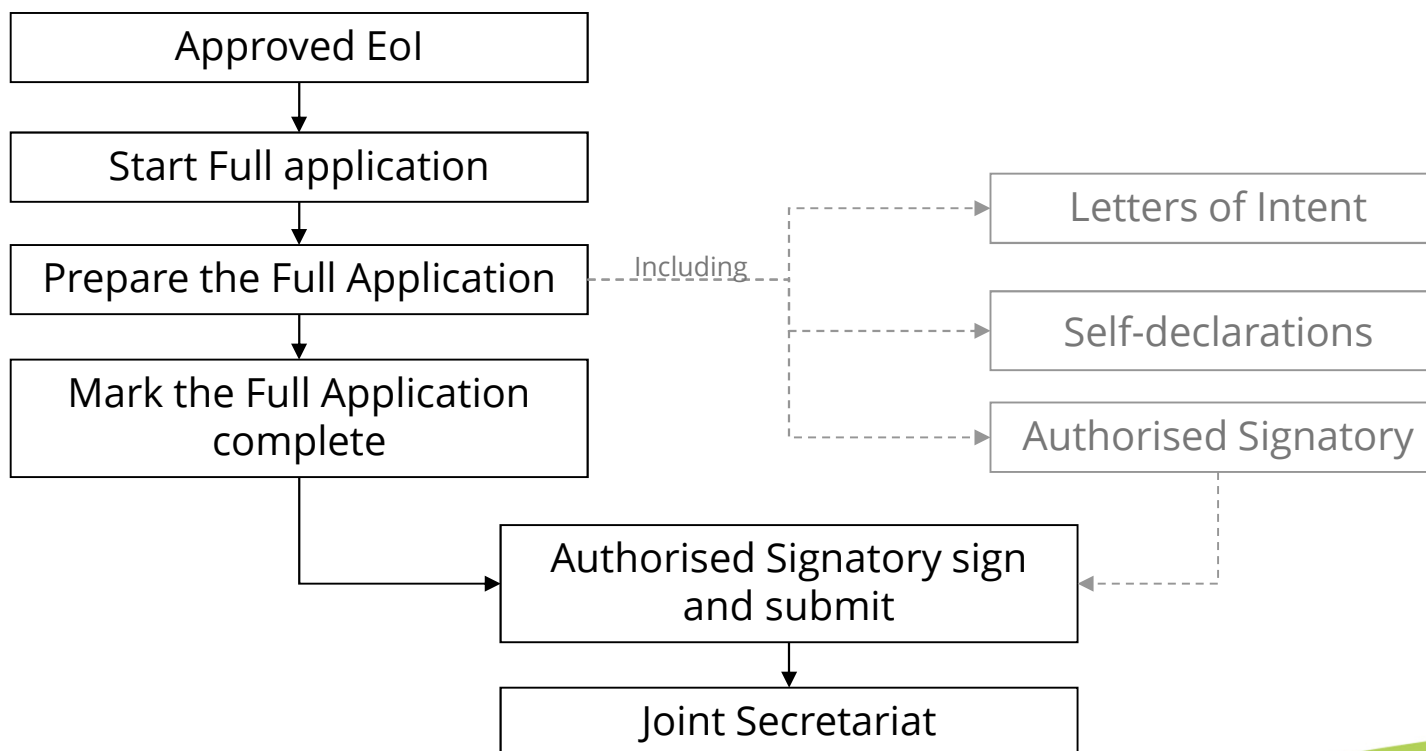 Approved EoI
Start Full application
Prepare the Full Application
Including
Letters of Intent
Self-declarations
Authorised Signatory
Mark the Full Application
complete
Authorised Signatory sign
and submit
Joint Secretariat